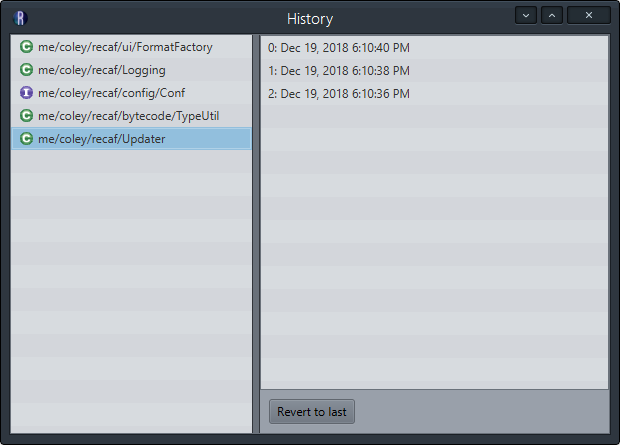 R
History
C me/coley/recaf/ui/FormatFactory
C me/coley/recaf/Logging
I me/coley/recaf/config/Conf
C me/coley/recaf/bytecode/TypeUtil
C me/coley/recaf/Updater
0: Dec 19, 2018 6:10:40 PM
1: Dec 19, 2018 6:10:38 PM
2: Dec 19, 2018 6:10:36 PM
Revert to last